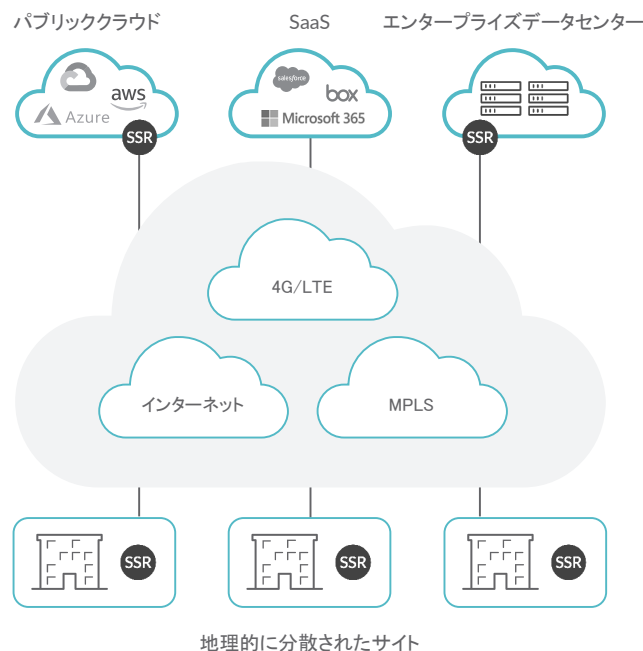 パブリッククラウド
SaaS
エンタープライズデータセンター
aws
Azure
SSR
salesforce
box
Microsoft 365
SSR
4G/LTE
インターネット
MPLS
SSR
SSR
SSR
地理的に分散されたサイト